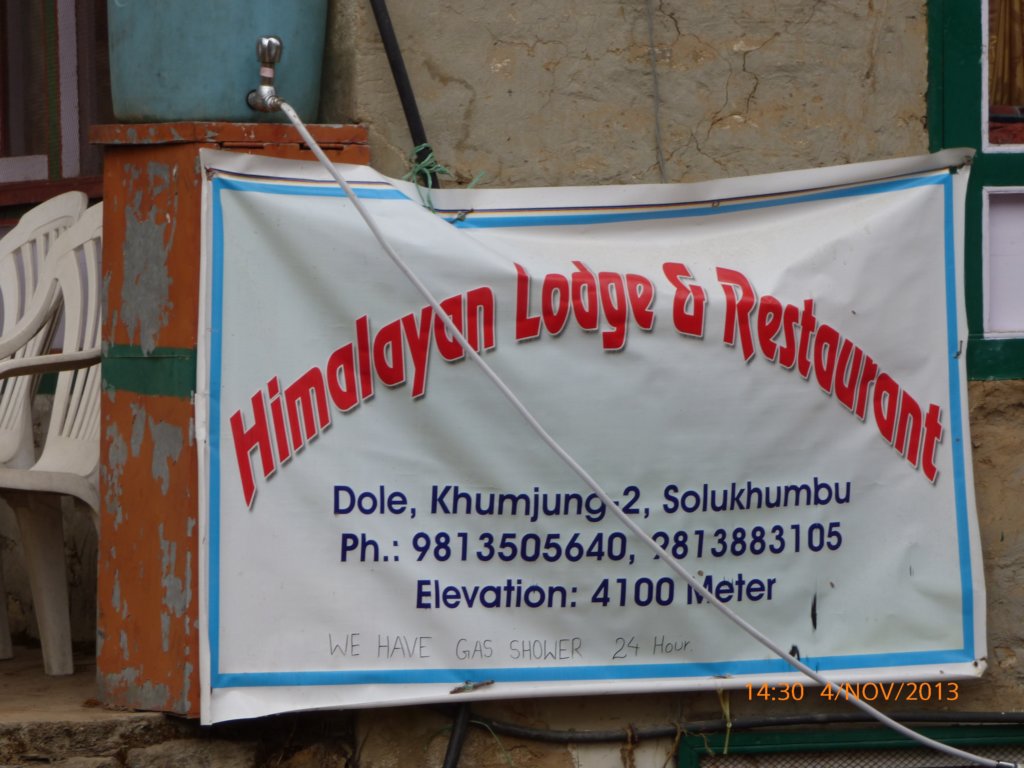 Himalayan Lodge & Restaurant
Dole, Khumjung-2, Solukhumbu
Ph.: 9813505640, 9813883105
Elevation: 4100 Meter
WE HAVE GAS SHOWER 24 Hour.
14:30 4/NOV/2013